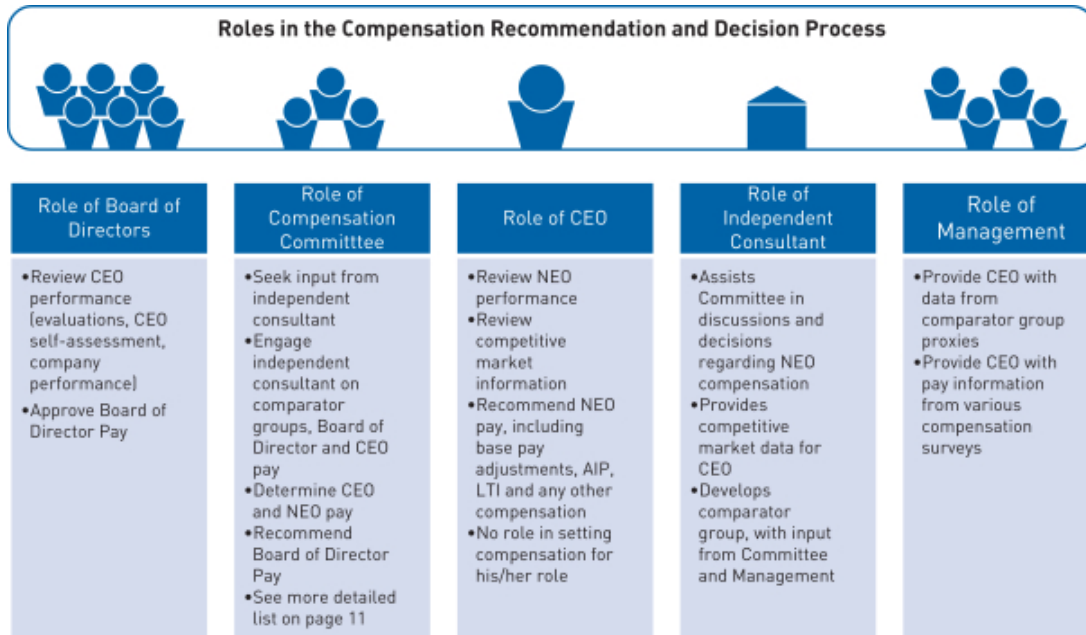 Roles in the Compensation Recommendation and Decision Process
Role of Board of
Directors
•Review CEO
performance
(evaluations, CEO
self-assessment,
company
performance)
•Approve Board of
Director Pay
Role of
Compensation
Committtee
•Seek input from
independent
consultant
•Engage
independent
consultant on
comparator
groups, Board of
Director and CEO
pay
•Determine CEO
and NEO pay
•Recommend
Board of Director
Pay
•See more detailed
list on page 11
Role of CEO
•Review NEO
performance
•Review
competitive
market
information
•Recommend NEO
pay, including
base pay
adjustments, AIP,
LTI and any other
compensation
•No role in setting
compensation for
his/her role
Role of
Independent
Consultant
•Assists
Committee in
discussions and
decisions
regarding NEO
compensation
•Provides
competitive
market data for
CEO
•Develops
comparator
group, with input
from Committee
and Management
Role of
Management
•Provide CEO with
data from
comparator group
proxies
•Provide CEO with
pay information
from various
compensation
surveys